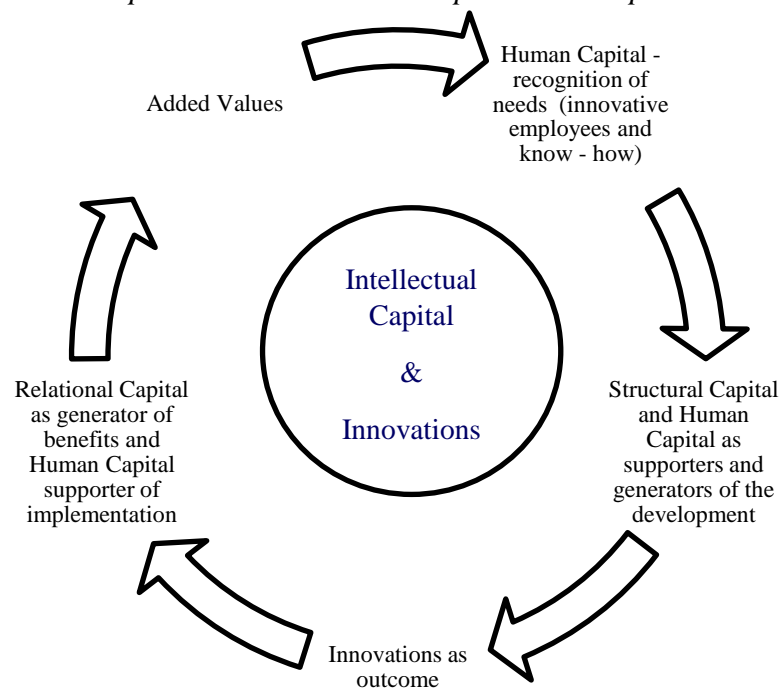 Human Capital -
recognition of
needs (innovative
employees and
know - how)
Added Values
Intellectual
Capital
&
Innovations
Structural Capital
and Human
Capital as
supporters and
generators of the
development
Relational Capital
as generator of
benefits and
Human Capital
supporter of
implementation
Innovations as
outcome